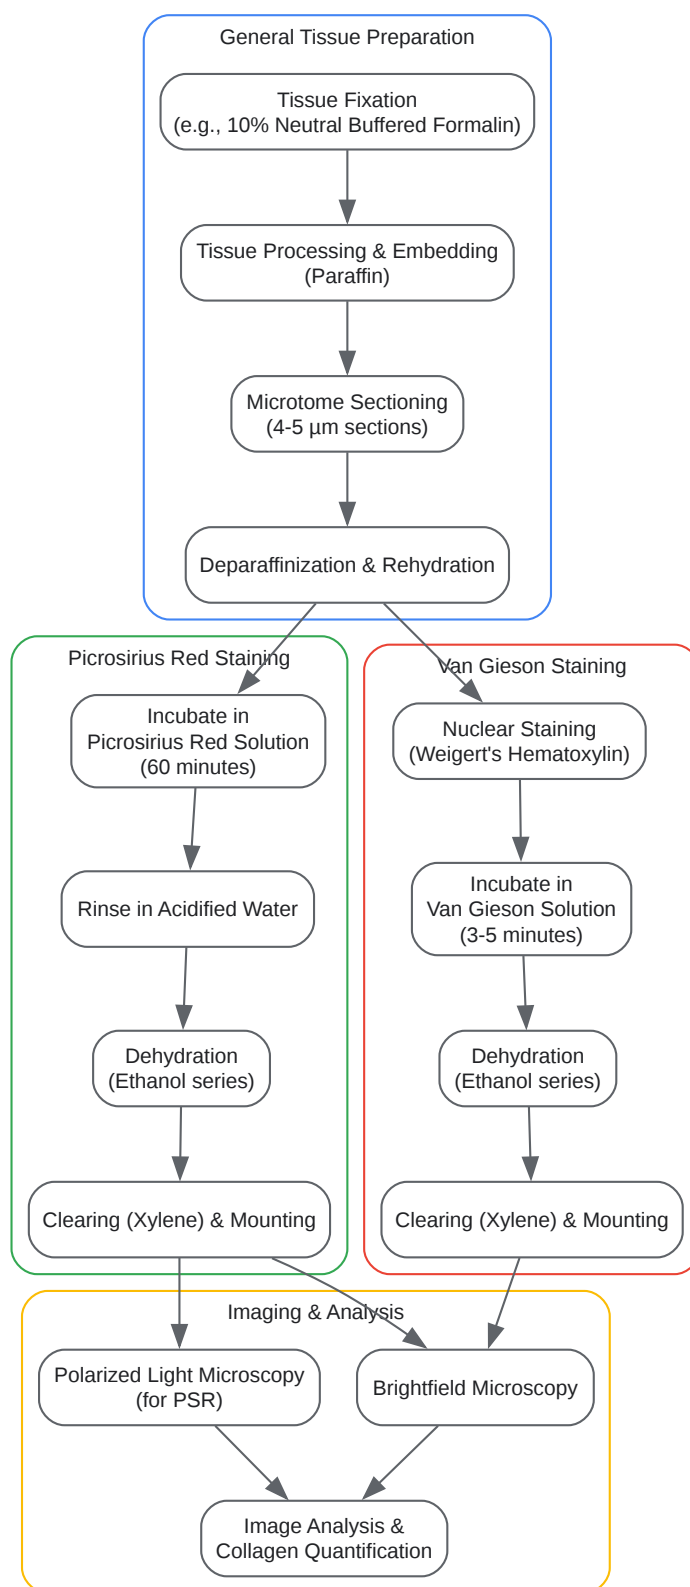 General Tissue Preparation
Tissue Fixation
(e.g., 10% Neutral Buffered Formalin)
Tissue Processing & Embedding
(Paraffin)
Microtome Sectioning
(4-5 µm sections)
Deparaffinization & Rehydration
Picrosirius Red Staining
Incubate in
Picrosirius Red Solution
(60 minutes)
Rinse in Acidified Water
Dehydration
(Ethanol series)
Clearing (Xylene) & Mounting
Van Gieson Staining
Nuclear Staining
(Weigert's Hematoxylin)
Incubate in
Van Gieson Solution
(3-5 minutes)
Dehydration
(Ethanol series)
Clearing (Xylene) & Mounting
Imaging & Analysis
Polarized Light Microscopy
(for PSR)
Brightfield Microscopy
Image Analysis &
Collagen Quantification